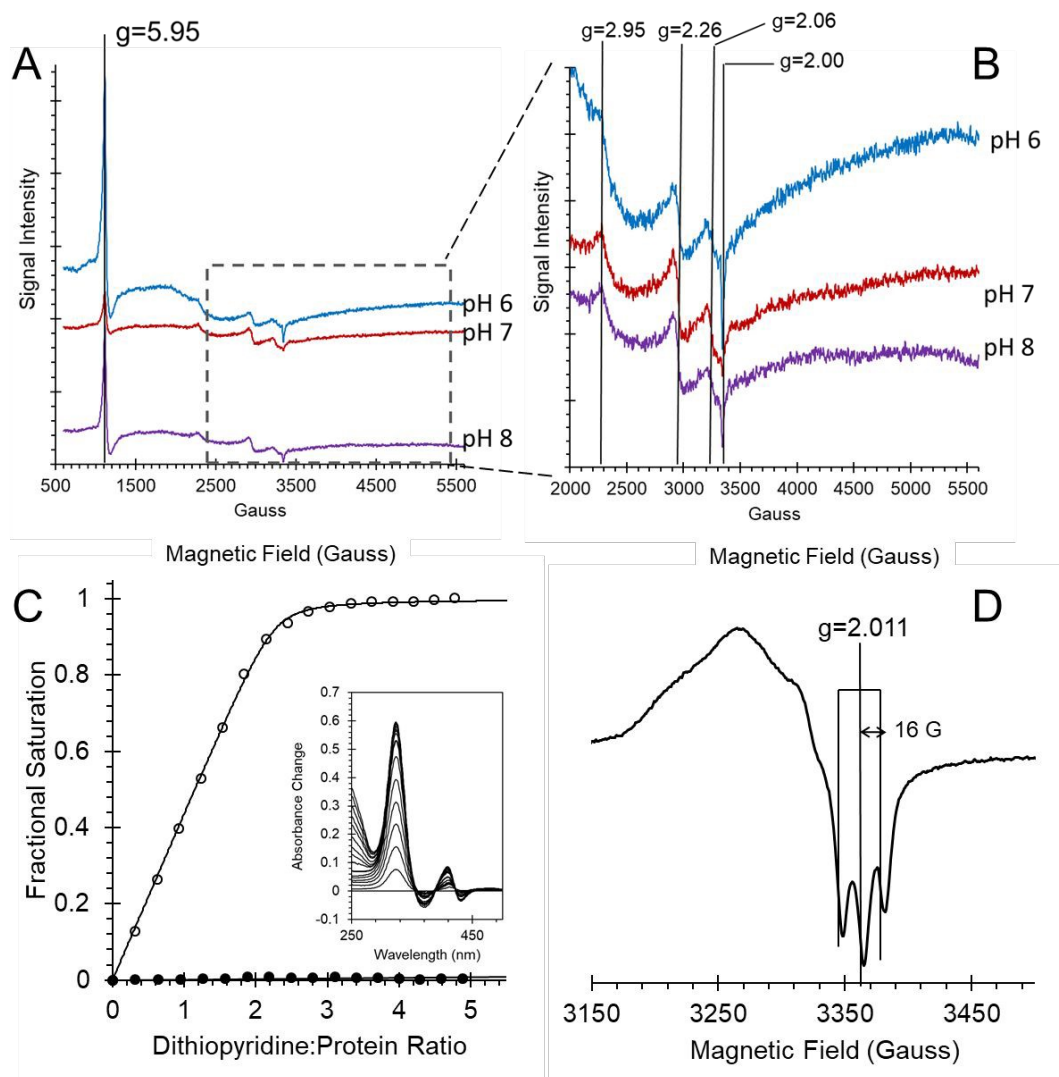 A
g=5.95
Signal Intensity
pH 6
pH 7
pH 8
500 1500 2500 3500 4500 5500
Gauss
Magnetic Field (Gauss)
B
g=2.95 g=2.26 g=2.06
g=2.00
Signal Intensity
pH 6
pH 7
pH 8
2000 2500 3000 3500 4000 4500 5000 5500
Gauss
Magnetic Field (Gauss)
C
1
0.8
0.6
0.4
0.2
0
Fractional Saturation
0 1 2 3 4 5
Dithiopyridine:Protein Ratio
0.7
0.6
0.5
0.4
0.3
0.2
0.1
0
-0.1
Absorbance Change
250 450
Wavelength (nm)
D
g=2.011
16 G
3150 3250 3350 3450
Magnetic Field (Gauss)